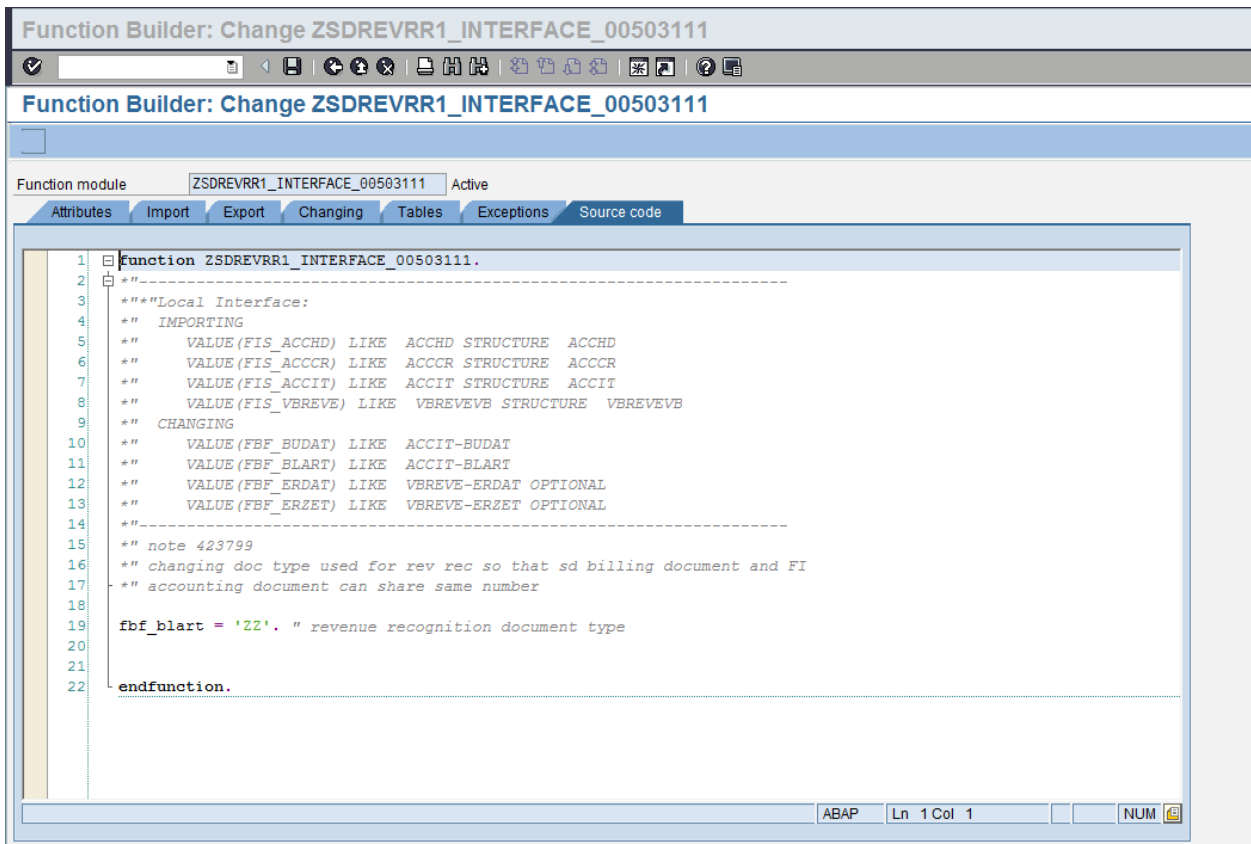 Function Builder: Change ZSDREVRR1_INTERFACE_00503111
Function Builder: Change ZSDREVRR1_INTERFACE_00503111
Function module ZSDREVRR1_INTERFACE_00503111 Active
Attributes Import Export Changing Tables Exceptions Source code
1 function ZSDREVRR1_INTERFACE_00503111.
2 *"----------------------------------------------------------------------
3 *"*"Local Interface:
4 *"  IMPORTING
5 *"     VALUE(FIS_ACCHD) LIKE  ACCHD STRUCTURE  ACCHD
6 *"     VALUE(FIS_ACCCR) LIKE  ACCCR STRUCTURE  ACCCR
7 *"     VALUE(FIS_ACCIT) LIKE  ACCIT STRUCTURE  ACCIT
8 *"     VALUE(FIS_VBREVE) LIKE  VBREVEVB STRUCTURE  VBREVEVB
9 *"  CHANGING
10 *"     VALUE(FBF_BUDAT) LIKE  ACCIT-BUDAT
11 *"     VALUE(FBF_BLART) LIKE  ACCIT-BLART
12 *"     VALUE(FBF_ERDAT) LIKE  VBREVE-ERDAT OPTIONAL
13 *"     VALUE(FBF_ERZET) LIKE  VBREVE-ERZET OPTIONAL
14 *"----------------------------------------------------------------------
15 *" note 423799
16 *" changing doc type used for rev rec so that sd billing document and FI
17 *" accounting document can share same number
18
19 fbf_blart = 'ZZ'. " revenue recognition document type
20
21
22 endfunction.
ABAP Ln 1 Col 1 NUM